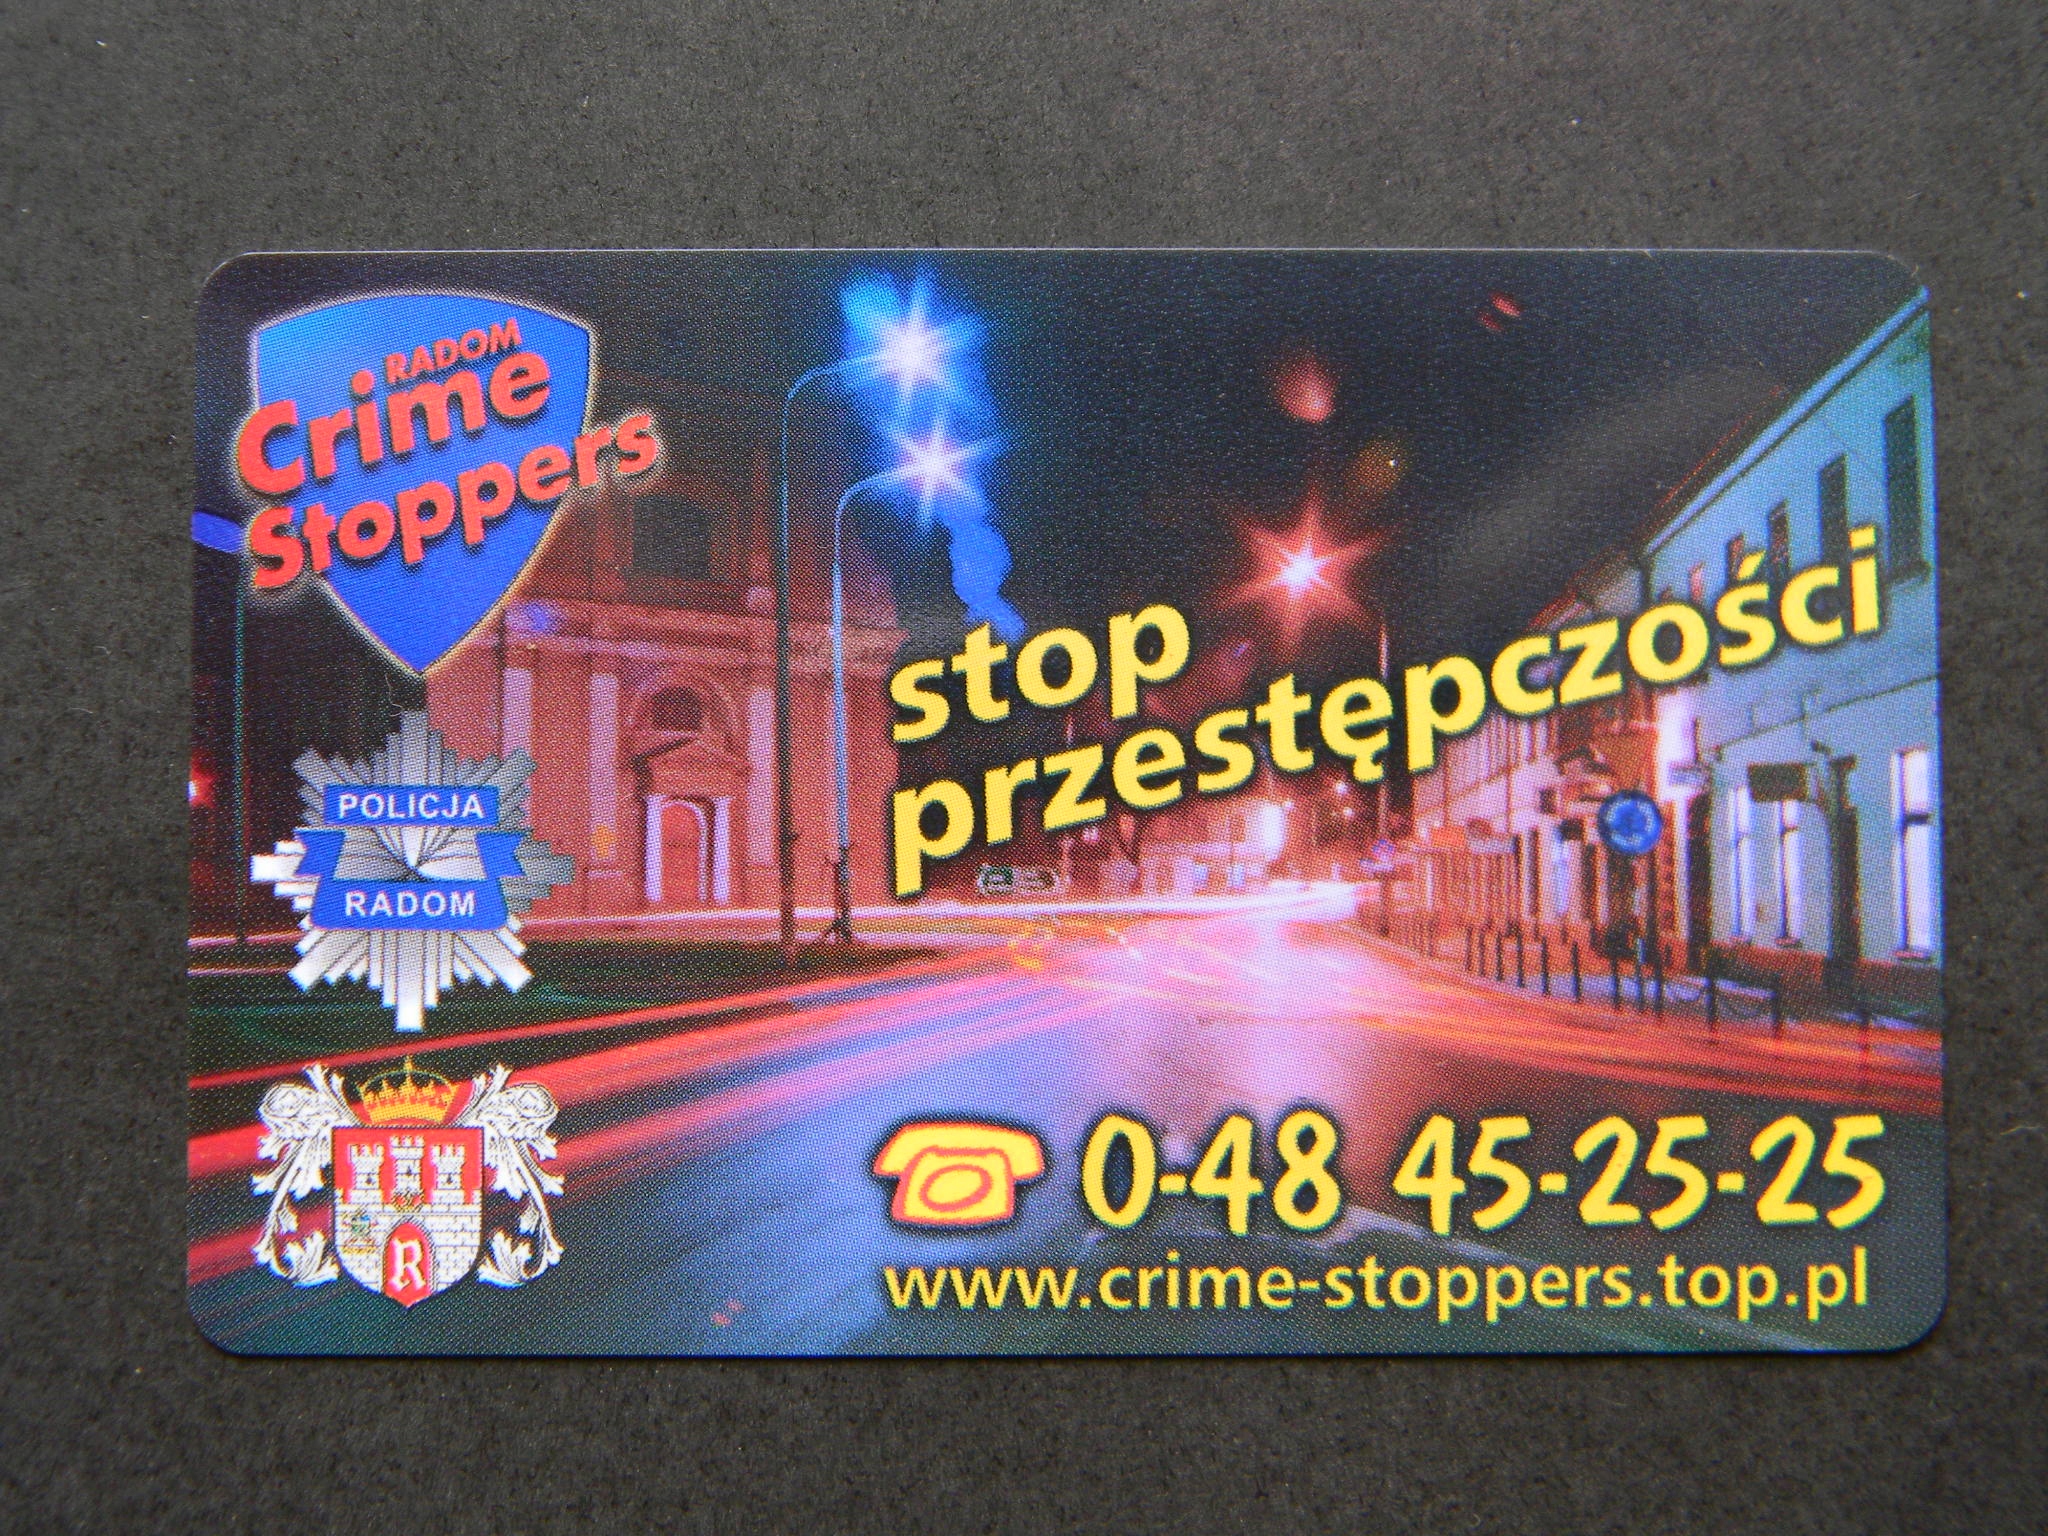 RADOM
Crime
Stoppers
POLICJA
RADOM
R
stop
przestępczości
0-48 45-25-25
www.crime-stoppers.top.pl